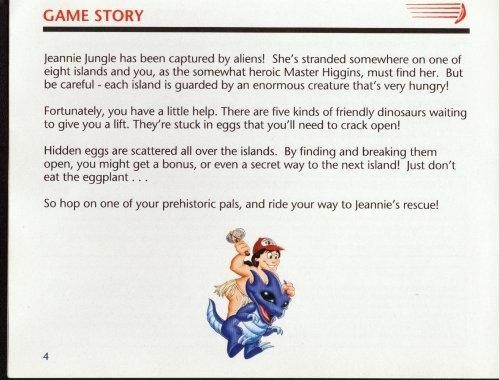 GAME STORY
Jeannie Jungle has been captured by aliens! She's stranded somewhere on one of
eight islands and you, as the somewhat heroic Master Higgins, must find her. But
be careful - each island is guarded by an enormous creature that's very hungry!
Fortunately, you have a little help. There are five kinds of friendly dinosaurs waiting
to give you a lift. They're stuck in eggs that you'll need to crack open!
Hidden eggs are scattered all over the islands. By finding and breaking them
open, you might get a bonus, or even a secret way to the next island! Just don't
eat the eggplant . . .
So hop on one of your prehistoric pals, and ride your way to Jeannie's rescue!
4